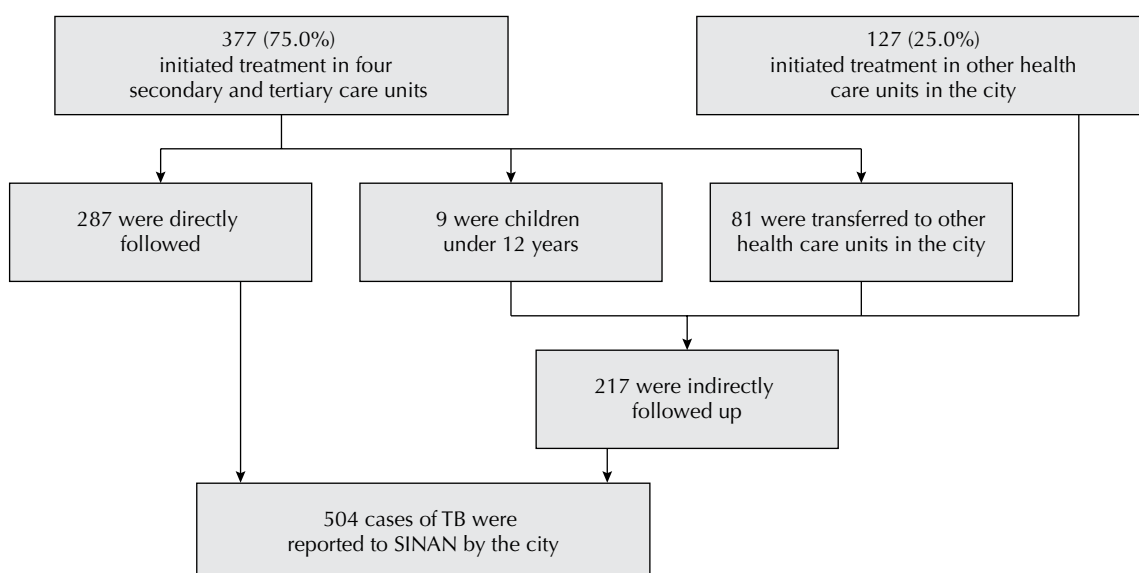 377 (75.0%)
initiated treatment in four
secondary and tertiary care units
127 (25.0%)
initiated treatment in other health
care units in the city
287 were directly
followed
9 were children
under 12 years
81 were transferred to other
health care units in the city
217 were indirectly
followed up
504 cases of TB were
reported to SINAN by the city